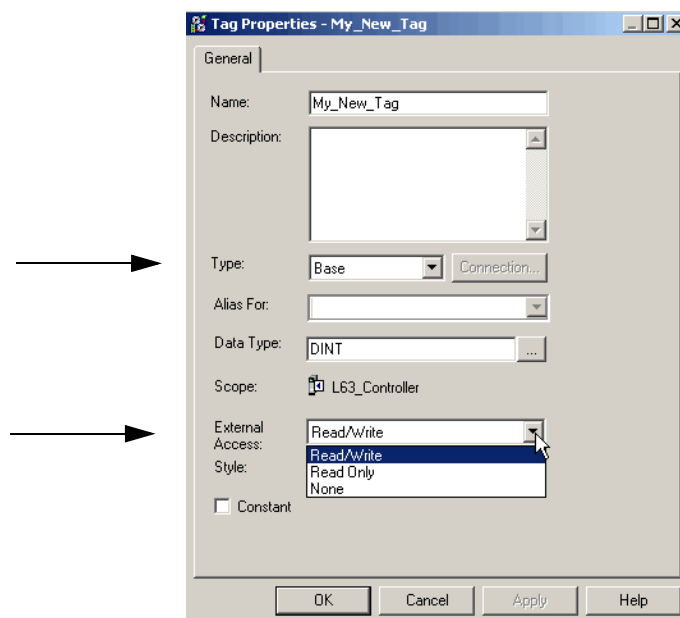 Tag Properties - My_New_Tag
General
Name: My_New_Tag
Description:
Type: Base Connection...
Alias For:
Data Type: DINT ...
Scope: L63_Controller
External Access: Read/Write
Read/Write
Style: Read Only
None
Constant
OK Cancel Apply Help